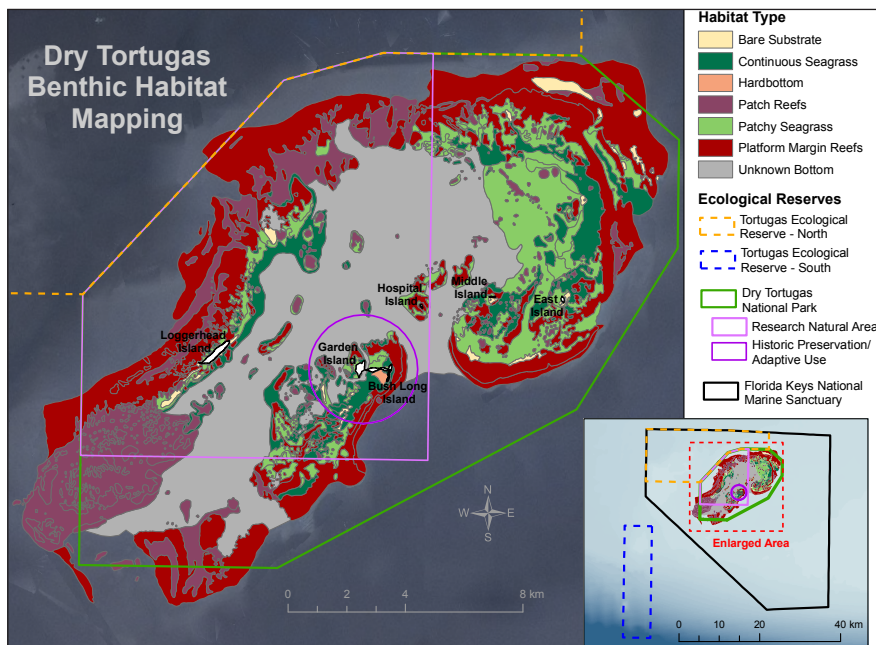 Dry Tortugas
Benthic Habitat
Mapping
Hospital
Island
Middle
Island
East
Island
Loggerhead
Island
Garden
Island
Bush Long
Island
N
W E
S
0 2 4 8 km
Habitat Type
Bare Substrate
Continuous Seagrass
Hardbottom
Patch Reefs
Patchy Seagrass
Platform Margin Reefs
Unknown Bottom
Ecological Reserves
Tortugas Ecological
Reserve - North
Tortugas Ecological
Reserve - South
Dry Tortugas
National Park
Research Natural Area
Historic Preservation/
Adaptive Use
Florida Keys National
Marine Sanctuary
Enlarged Area
0 10 20 40 km